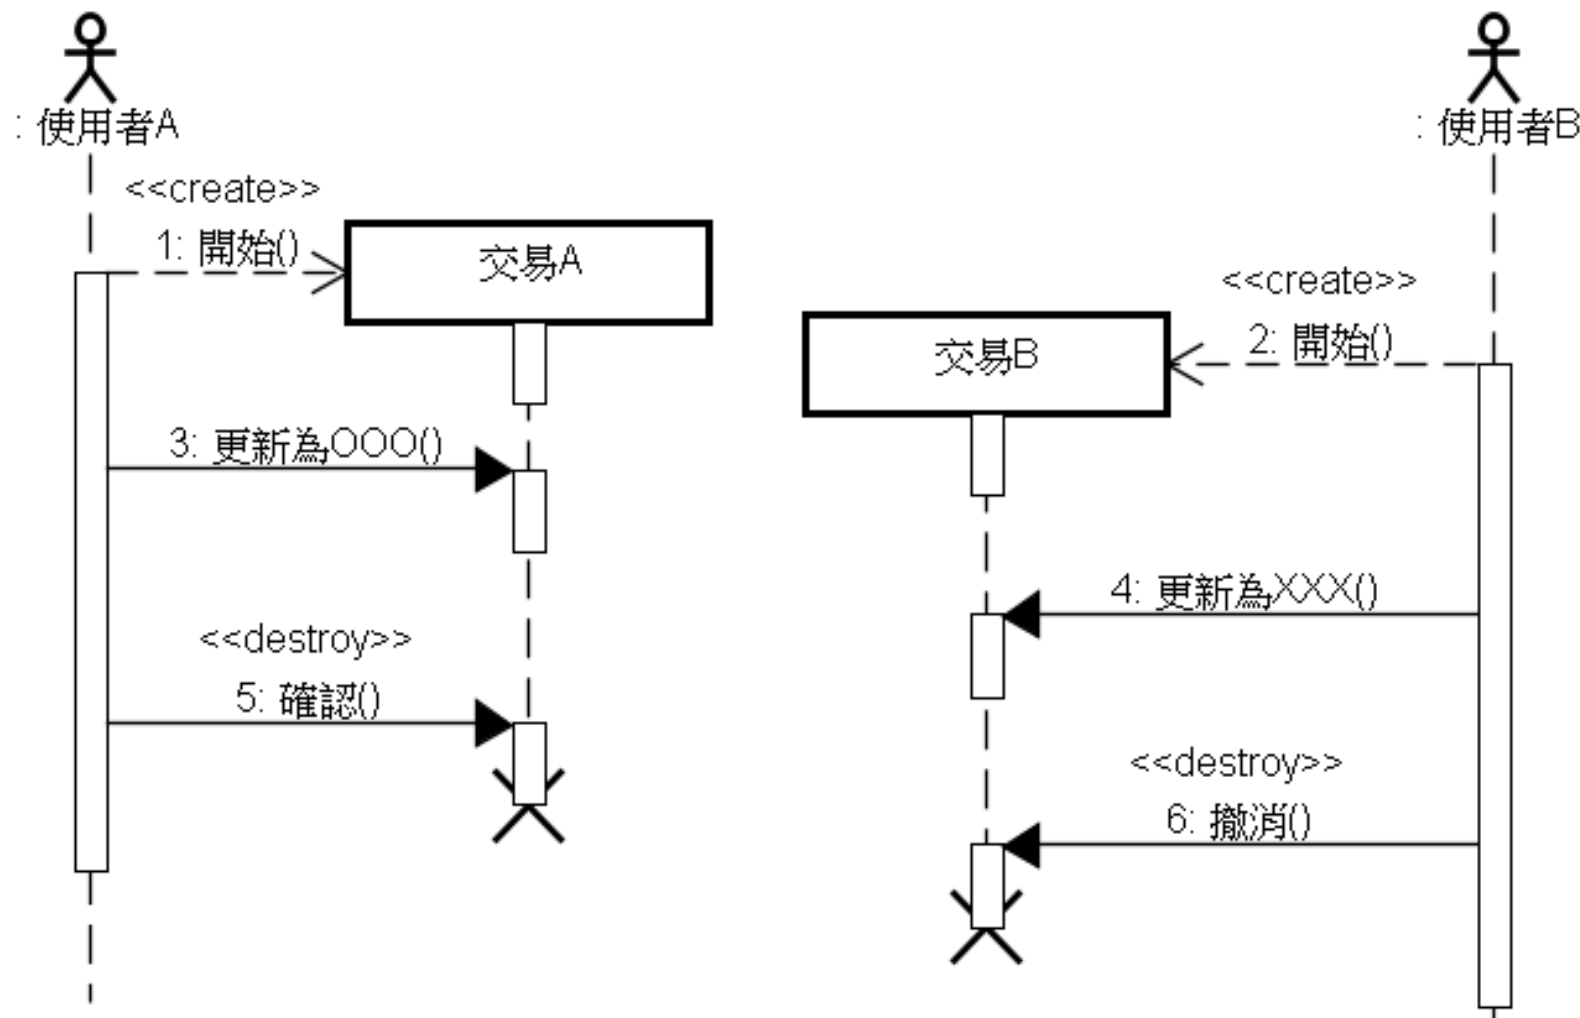 : 使用者A
: 使用者B
<<create>>
1: 開始()
交易A
<<create>>
2: 開始()
交易B
3: 更新為OOO()
4: 更新為XXX()
<<destroy>>
5: 確認()
<<destroy>>
6: 撤消()